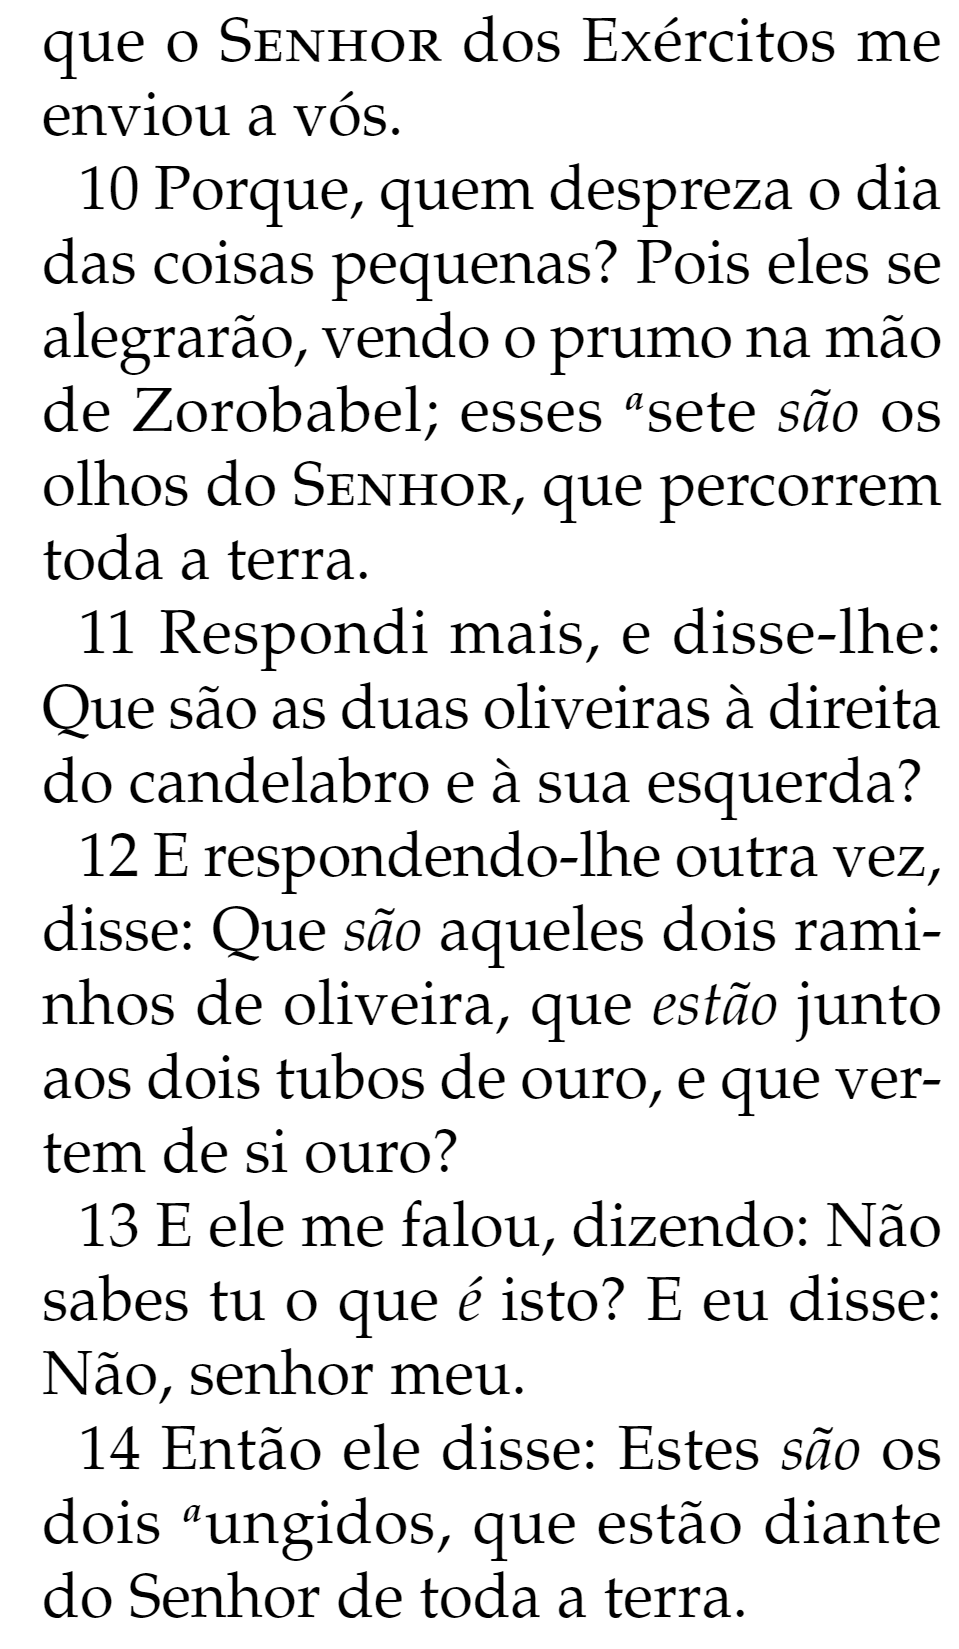 que o SENHOR dos Exércitos me
enviou a vós.
10 Porque, quem despreza o dia
das coisas pequenas? Pois eles se
alegrarão, vendo o prumo na mão
de Zorobabel; esses ᵃsete são os
olhos do SENHOR, que percorrem
toda a terra.
11 Respondi mais, e disse-lhe:
Que são as duas oliveiras à direita
do candelabro e à sua esquerda?
12 E respondendo-lhe outra vez,
disse: Que são aqueles dois rami-
nhos de oliveira, que estão junto
aos dois tubos de ouro, e que ver-
tem de si ouro?
13 E ele me falou, dizendo: Não
sabes tu o que é isto? E eu disse:
Não, senhor meu.
14 Então ele disse: Estes são os
dois ᵃungidos, que estão diante
do Senhor de toda a terra.